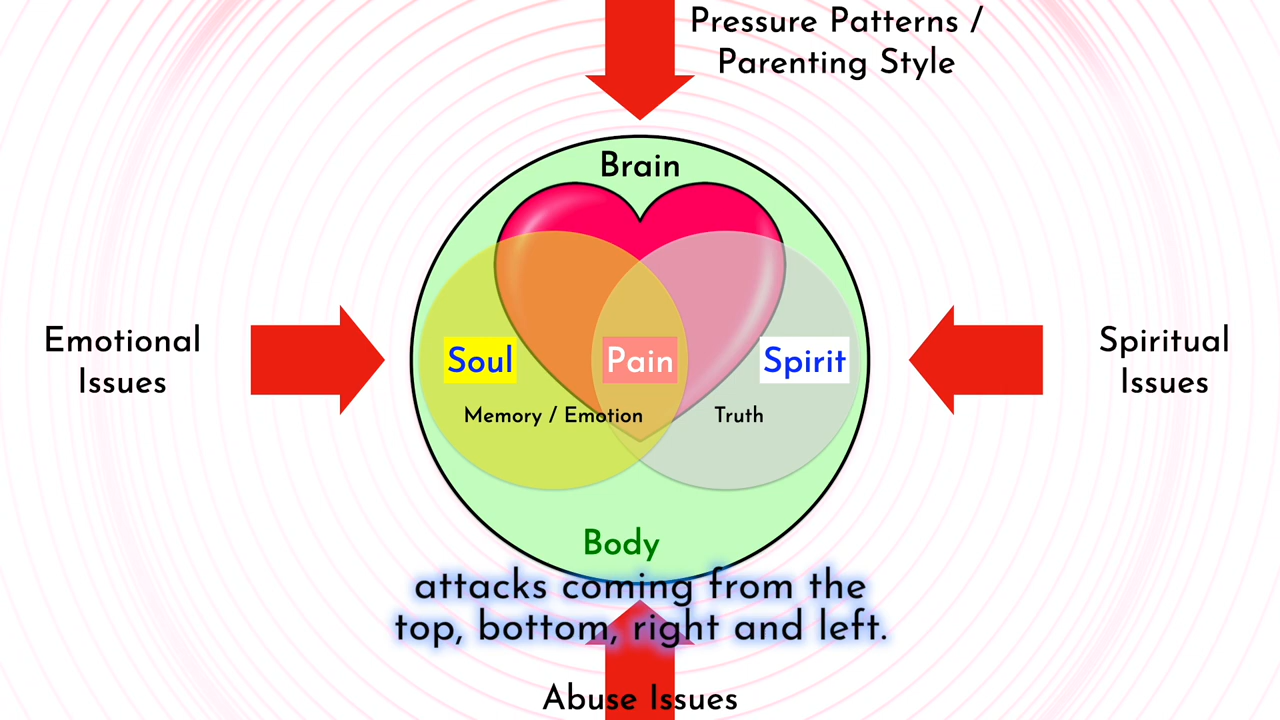 Pressure Patterns /
Parenting Style
Brain
Emotional
Issues
Soul
Pain
Spirit
Spiritual
Issues
Memory / Emotion
Truth
Body
attacks coming from the
top, bottom, right and left.
Abuse Issues